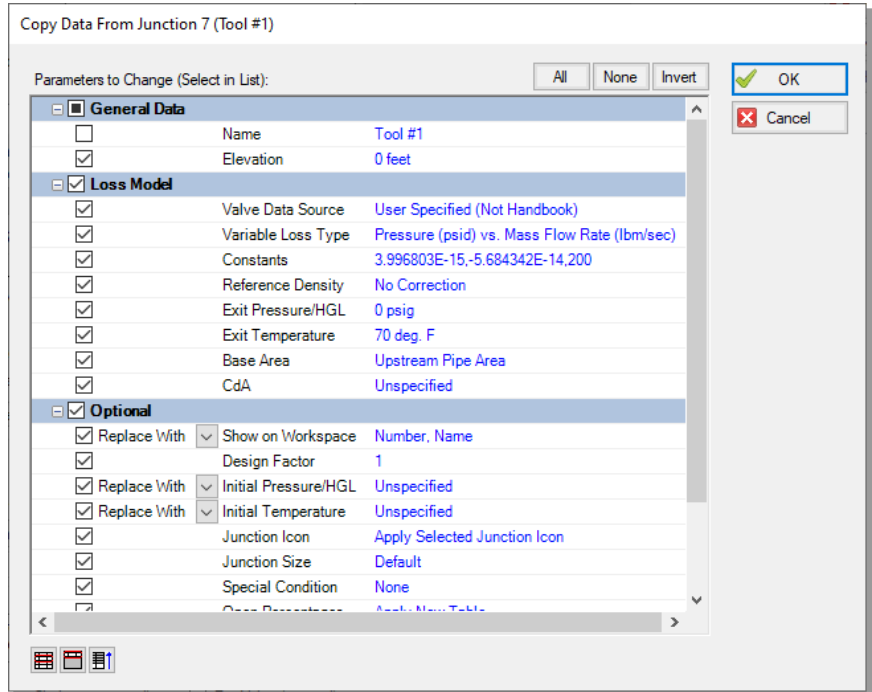 Copy Data From Junction 7 (Tool #1)
Parameters to Change (Select in List):
All None Invert
OK
Cancel
General Data
Name Tool #1
Elevation 0 feet
Loss Model
Valve Data Source User Specified (Not Handbook)
Variable Loss Type Pressure (psid) vs. Mass Flow Rate (lbm/sec)
Constants 3.996803E-15,-5.684342E-14,200
Reference Density No Correction
Exit Pressure/HGL 0 psig
Exit Temperature 70 deg. F
Base Area Upstream Pipe Area
CdA Unspecified
Optional
Replace With Show on Workspace Number, Name
Design Factor 1
Replace With Initial Pressure/HGL Unspecified
Replace With Initial Temperature Unspecified
Junction Icon Apply Selected Junction Icon
Junction Size Default
Special Condition None
Open Percentages Apply New Table